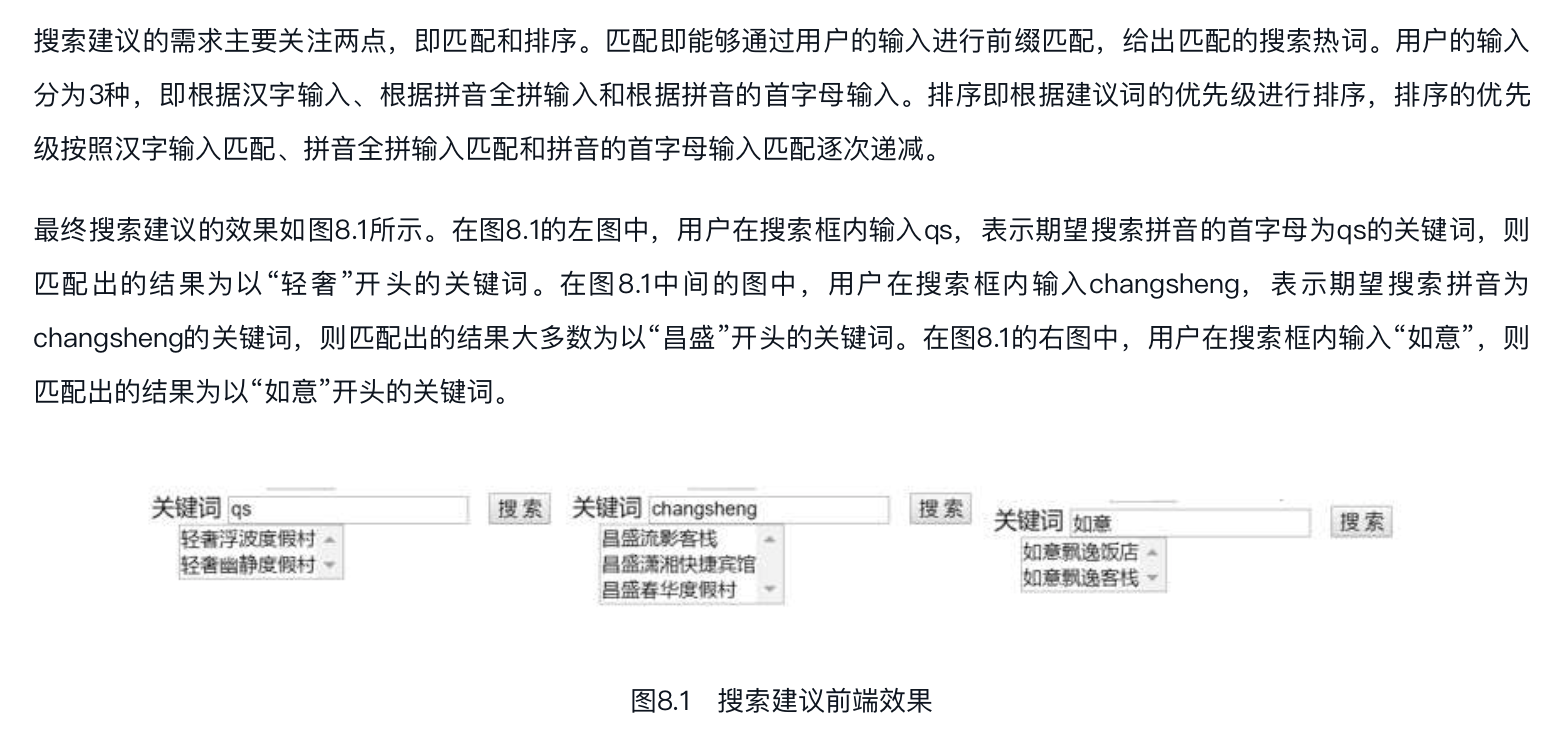 搜索建议的需求主要关注两点，即匹配和排序。匹配即能够通过用户的输入进行前缀匹配，给出匹配的搜索热词。用户的输入
分为3种，即根据汉字输入、根据拼音全拼输入和根据拼音的首字母输入。排序即根据建议词的优先级进行排序，排序的优先
级按照汉字输入匹配、拼音全拼输入匹配和拼音的首字母输入匹配逐次递减。
最终搜索建议的效果如图8.1所示。在图8.1的左图中，用户在搜索框内输入qs，表示期望搜索拼音的首字母为qs的关键词，则
匹配出的结果为以“轻奢”开头的关键词。在图8.1中间的图中，用户在搜索框内输入changsheng，表示期望搜索拼音为
changsheng的关键词，则匹配出的结果大多数为以“昌盛”开头的关键词。在图8.1的右图中，用户在搜索框内输入“如意”，则
匹配出的结果为以“如意”开头的关键词。
关键词 qs 搜索
轻奢浮波度假村
轻奢幽静度假村
关键词 changsheng 搜索
昌盛流影客栈
昌盛潇湘快捷宾馆
昌盛春华度假村
关键词 如意 搜索
如意飘逸饭店
如意飘逸客栈
图8.1 搜索建议前端效果